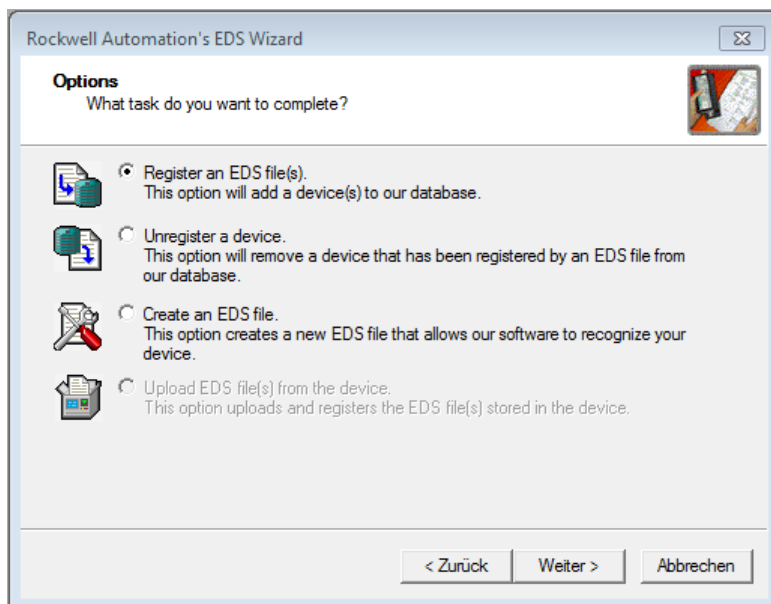 Rockwell Automation's EDS Wizard
Options
What task do you want to complete?
Register an EDS file(s).
This option will add a device(s) to our database.
Unregister a device.
This option will remove a device that has been registered by an EDS file from
our database.
Create an EDS file.
This option creates a new EDS file that allows our software to recognize your
device.
Upload EDS file(s) from the device.
This option uploads and registers the EDS file(s) stored in the device.
< Zurück
Weiter >
Abbrechen